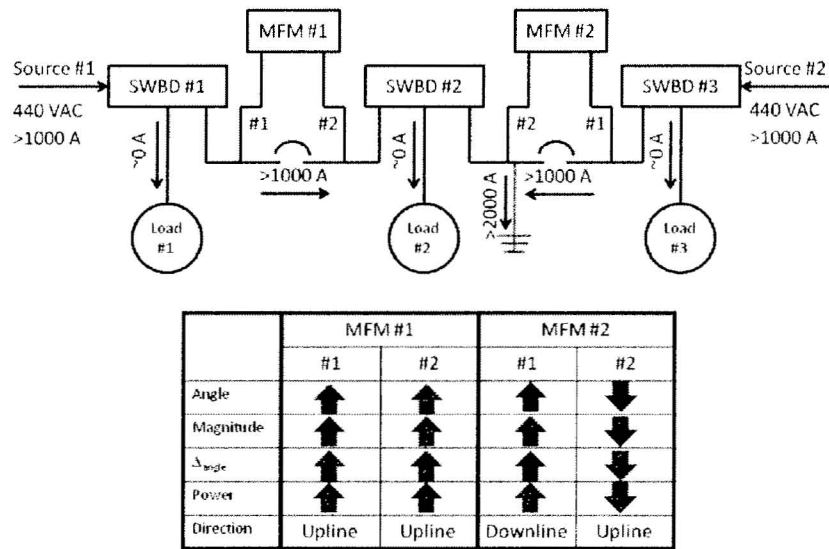 MFM #1
MFM #2
Source #1
Source #2
SWBD #1
SWBD #2
SWBD #3
440 VAC
>1000 A
#1
#2
#2
#1
440 VAC
>1000 A
~0 A
>1000 A
~0 A
>2000 A
>1000 A
~0 A
Load
#1
Load
#2
Load
#3
MFM #1 MFM #2
#1 #2 #1 #2
Angle
Magnitude
Δangle
Power
Direction Upline Upline Downline Upline